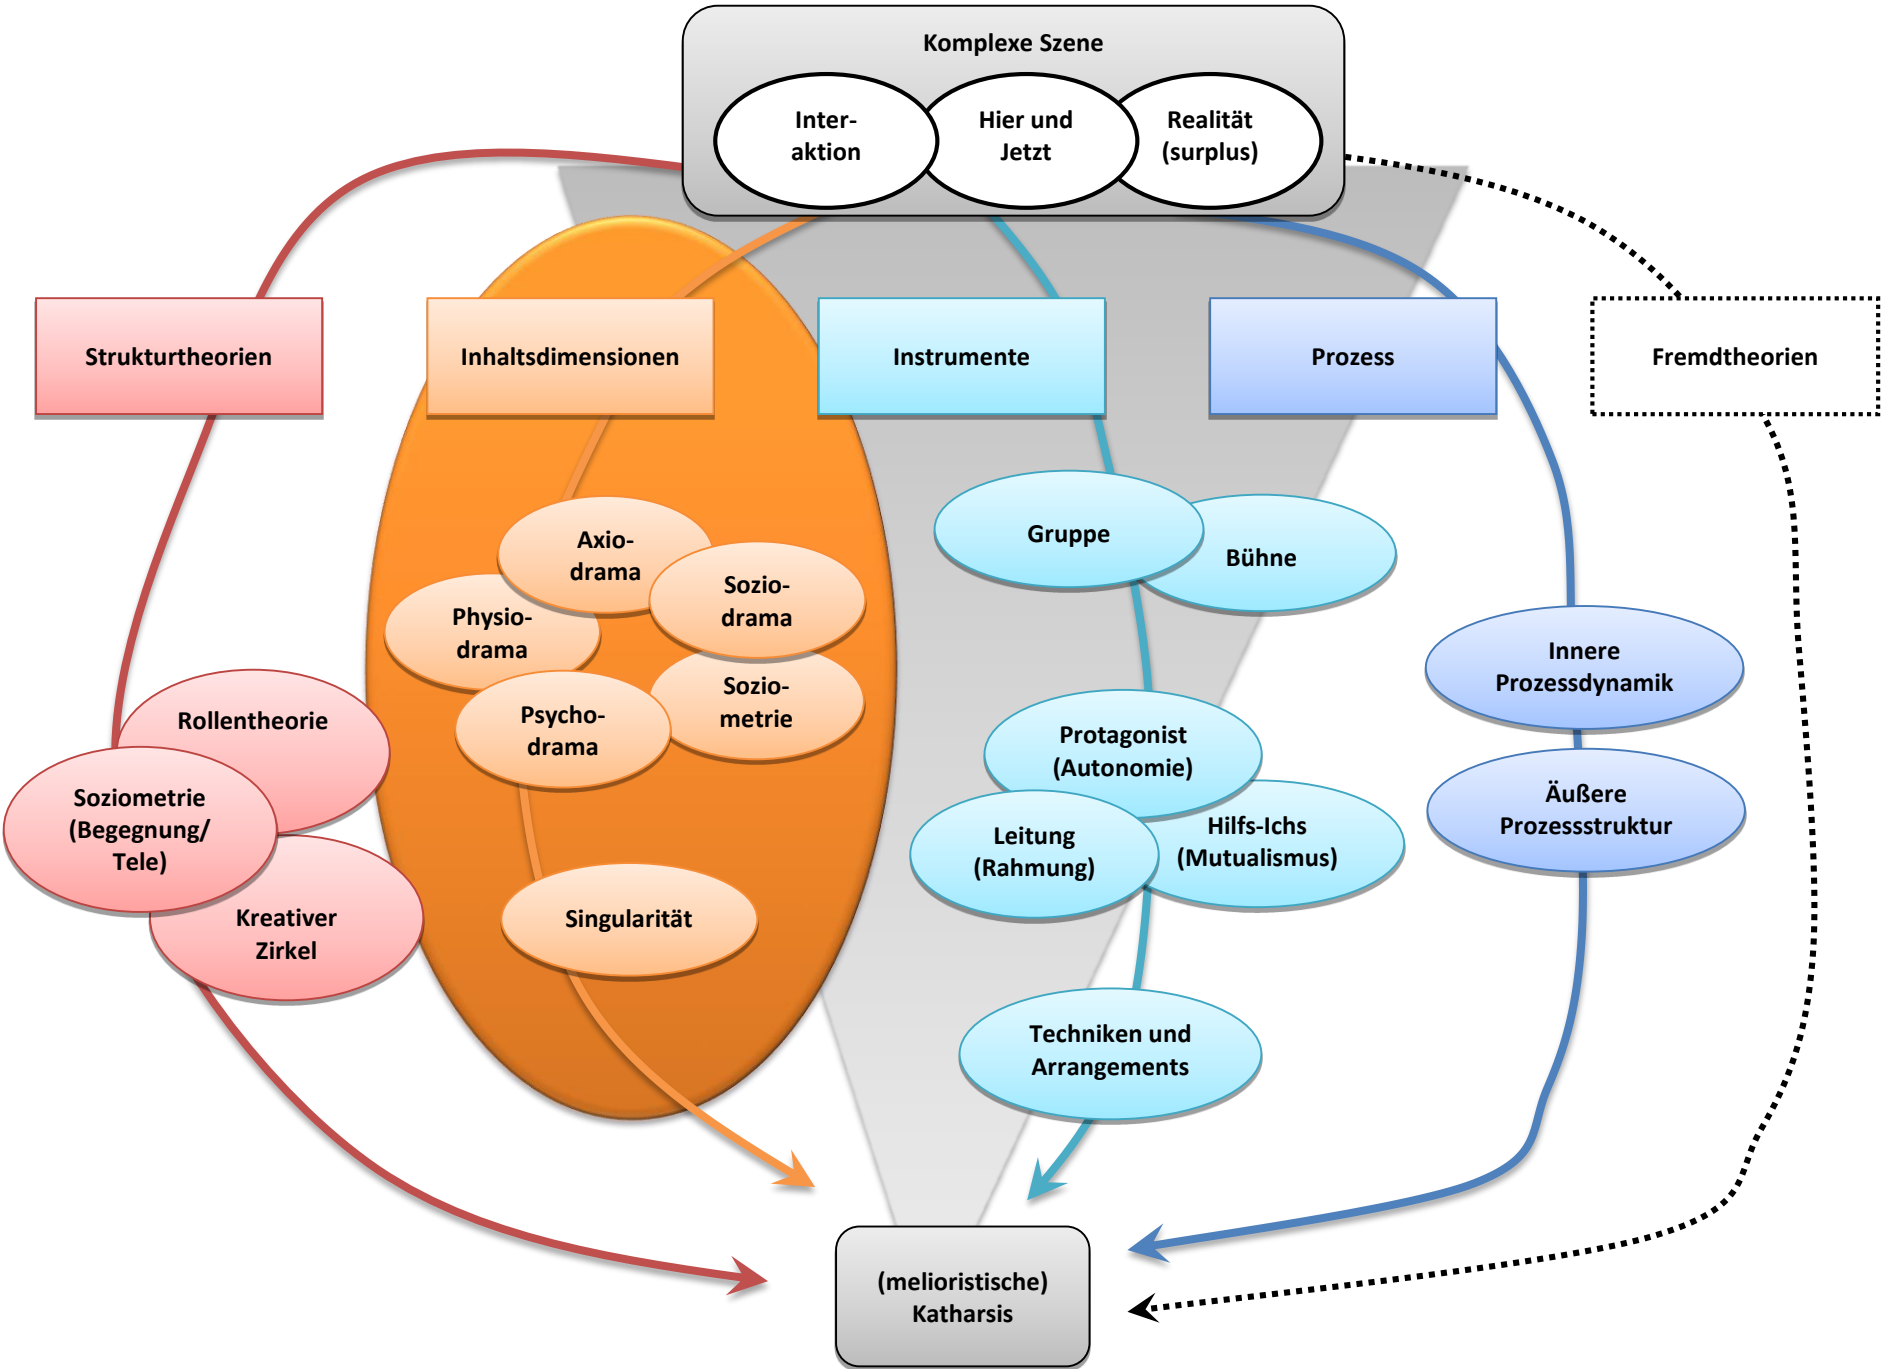 Komplexe Szene
Inter-
aktion
Hier und
Jetzt
Realität
(surplus)
Strukturtheorien
Inhaltsdimensionen
Instrumente
Prozess
Fremdtheorien
Rollentheorie
Soziometrie
(Begegnung/
Tele)
Kreativer
Zirkel
Axio-
drama
Sozio-
drama
Physio-
drama
Sozio-
metrie
Psycho-
drama
Singularität
Gruppe
Bühne
Protagonist
(Autonomie)
Leitung
(Rahmung)
Hilfs-Ichs
(Mutualismus)
Techniken und
Arrangements
Innere
Prozessdynamik
Äußere
Prozessstruktur
(melioristische)
Katharsis